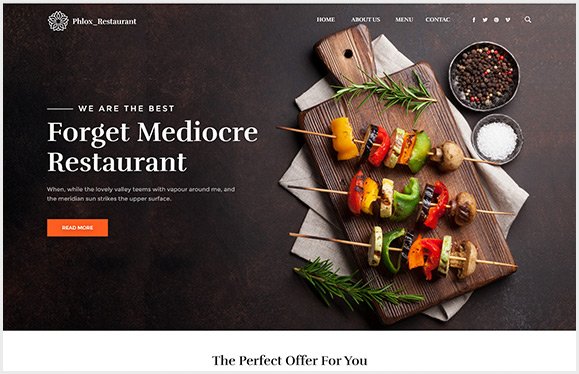 Phlox_Restaurant
HOME ABOUT US MENU CONTAC
WE ARE THE BEST
Forget Mediocre
Restaurant
When, while the lovely valley teems with vapour around me, and
the meridian sun strikes the upper surface.
READ MORE
The Perfect Offer For You